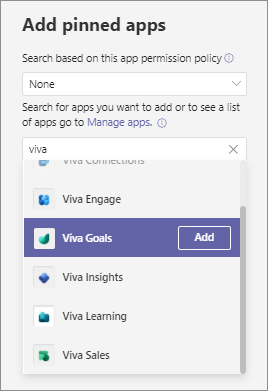 Add pinned apps
Search based on this app permission policy
None
Search for apps you want to add or to see a list
of apps go to Manage apps.
viva
Viva Connections
Viva Engage
Viva Goals Add
Viva Insights
Viva Learning
Viva Sales